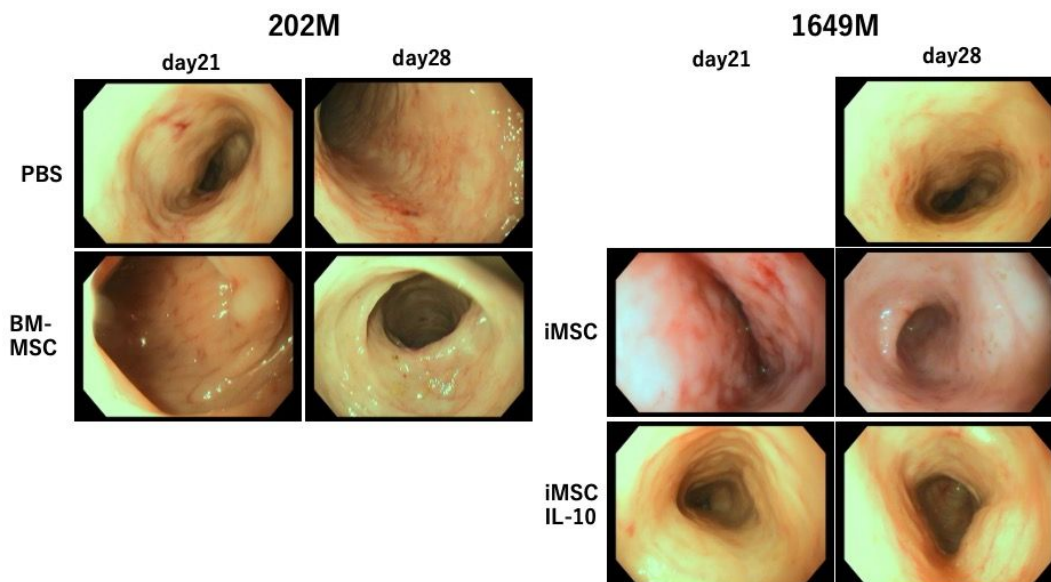 202M
1649M
day21
day28
day21
day28
PBS
BM-
MSC
iMSC
iMSC
IL-10